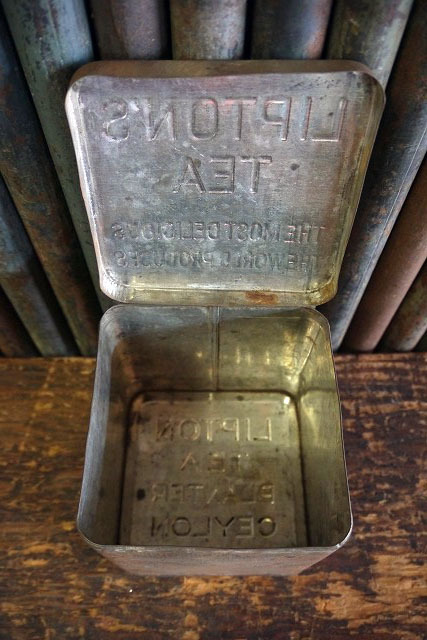 LIPTON'S
TEA
THE MOST DELICIOUS
THE WORLD PRODUCES
LIPTON
TEA
PLANTER
CEYLON